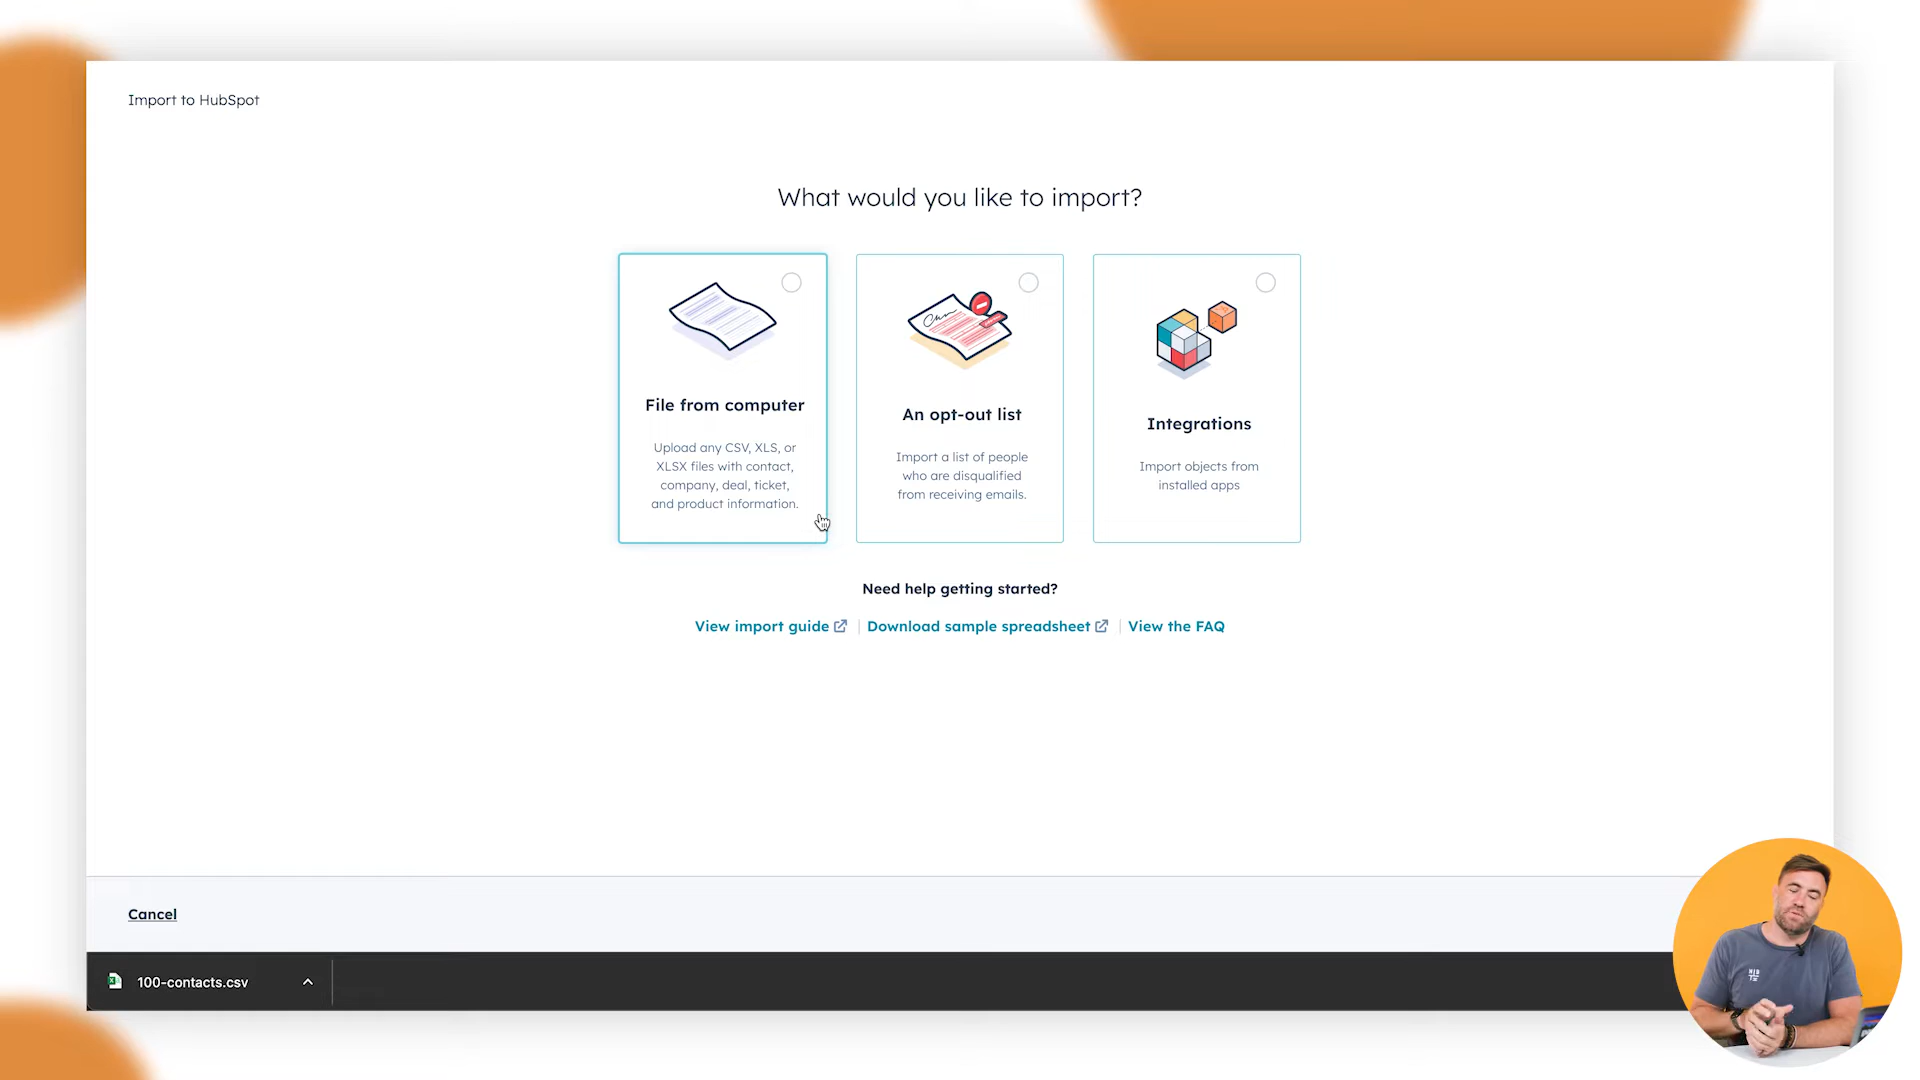 Import to HubSpot
What would you like to import?
File from computer
Upload any CSV, XLS, or
XLSX files with contact,
company, deal, ticket,
and product information.
An opt-out list
Import a list of people
who are disqualified
from receiving emails.
Integrations
Import objects from
installed apps
Need help getting started?
View import guide | Download sample spreadsheet | View the FAQ
Cancel
100-contacts.csv